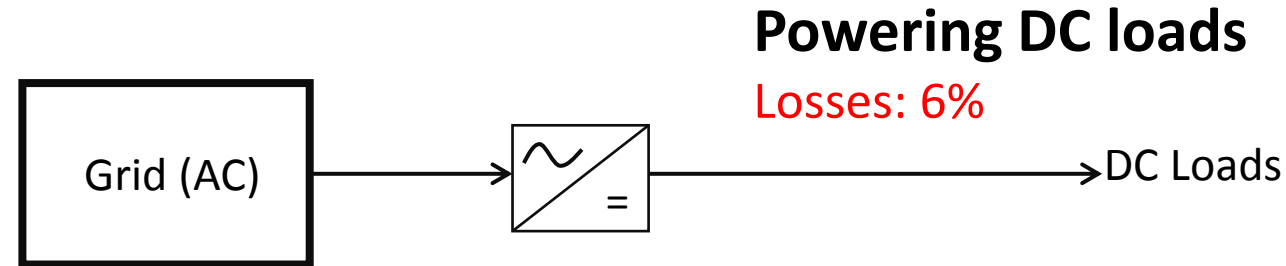 Powering DC loads
Losses: 6%
Grid (AC)
~
=
DC Loads